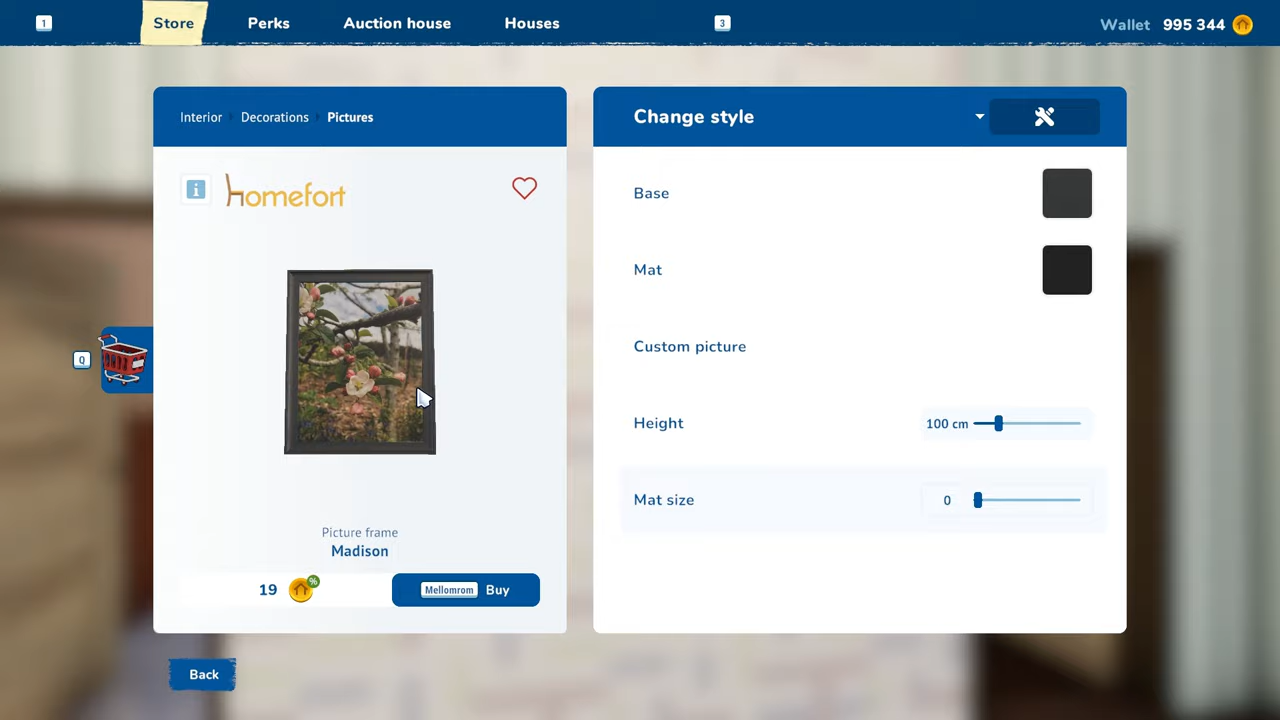 1
Store
Perks
Auction house
Houses
3
Wallet 995 344
Interior Decorations Pictures
i
homefort
Picture frame
Madison
19 %
Mellomrom Buy
Q
Back
Change style
Base
Mat
Custom picture
Height
100 cm
Mat size
0